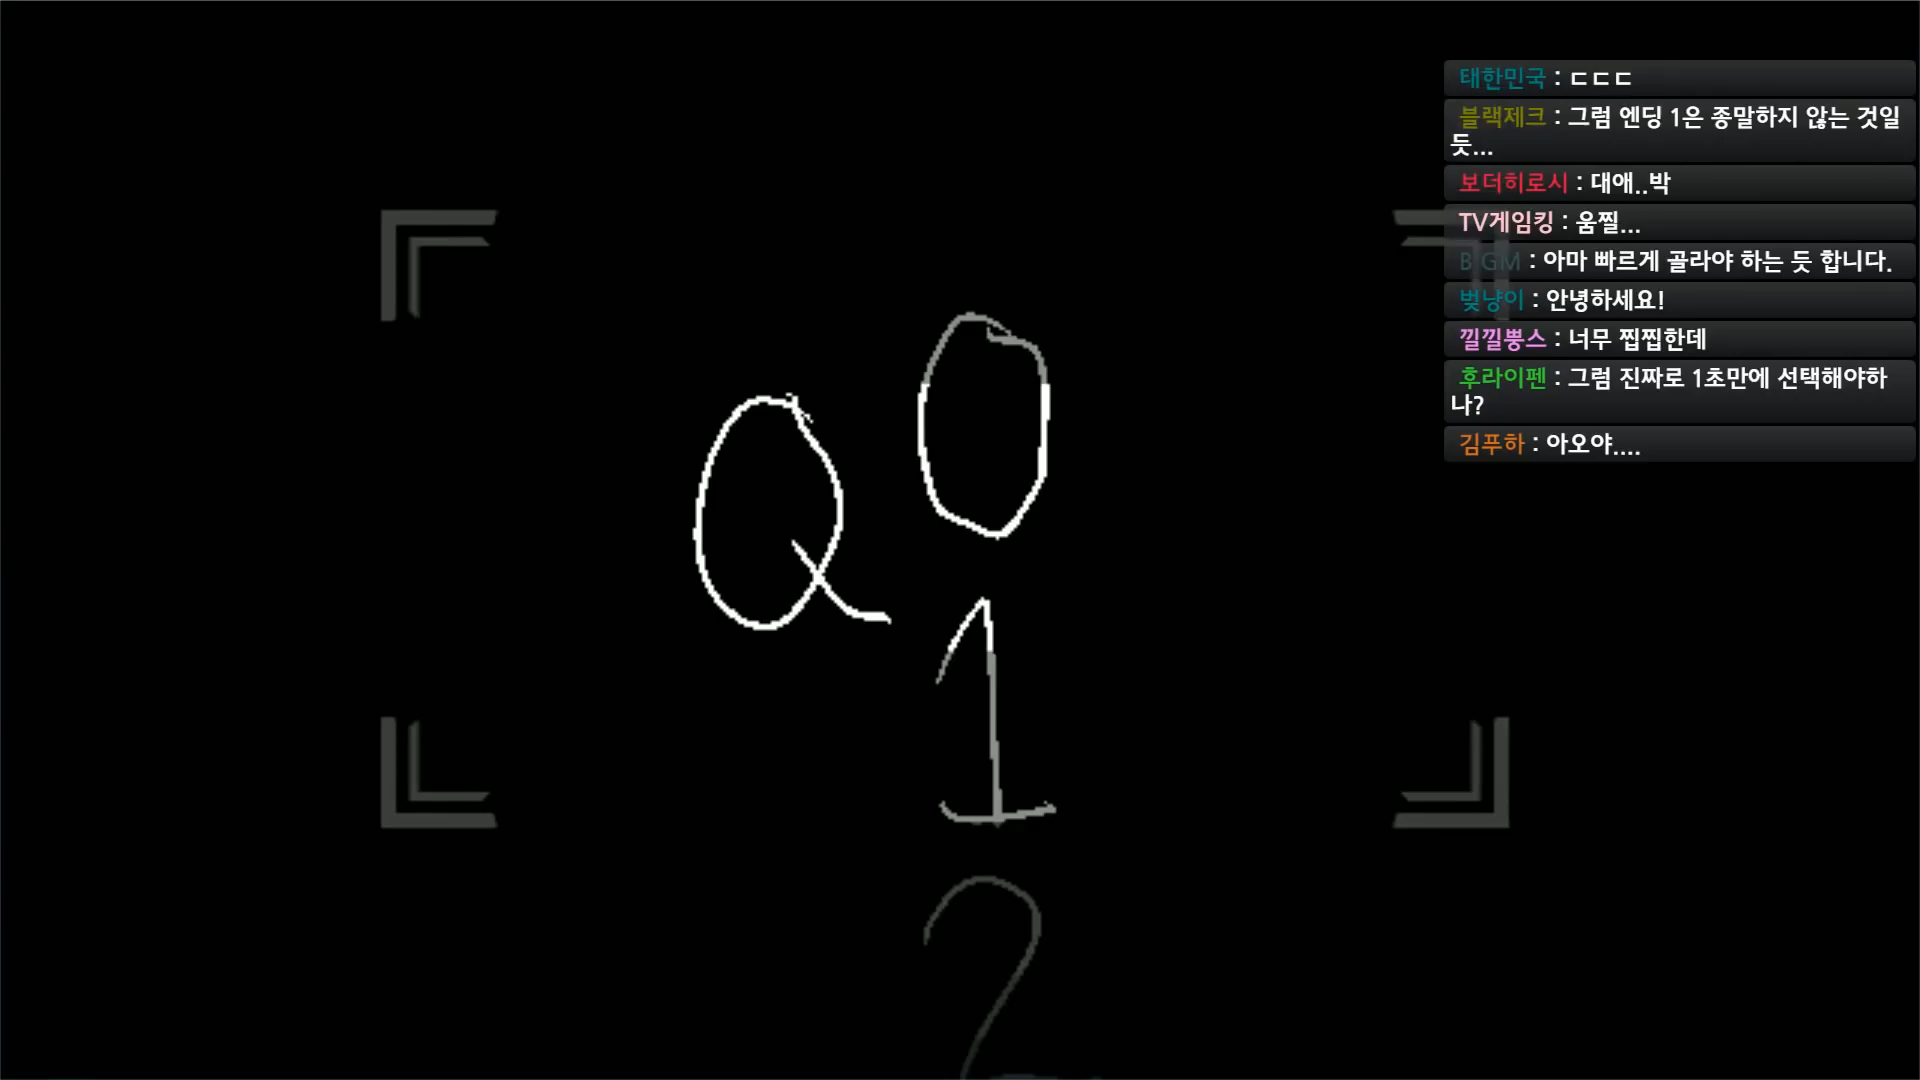 Q
0
1
2
태한민국 : ㄷㄷㄷ
블랙제크 : 그럼 엔딩 1은 종말하지 않는 것일
듯...
보더히로시 : 대애..박
TV게임킹 : 움찔...
BIGM : 아마 빠르게 골라야 하는 듯 합니다.
벚냥이 : 안녕하세요!
낄낄뿡스 : 너무 찝찝한데
후라이펜 : 그럼 진짜로 1초만에 선택해야하
나?
김푸하 : 아오야....